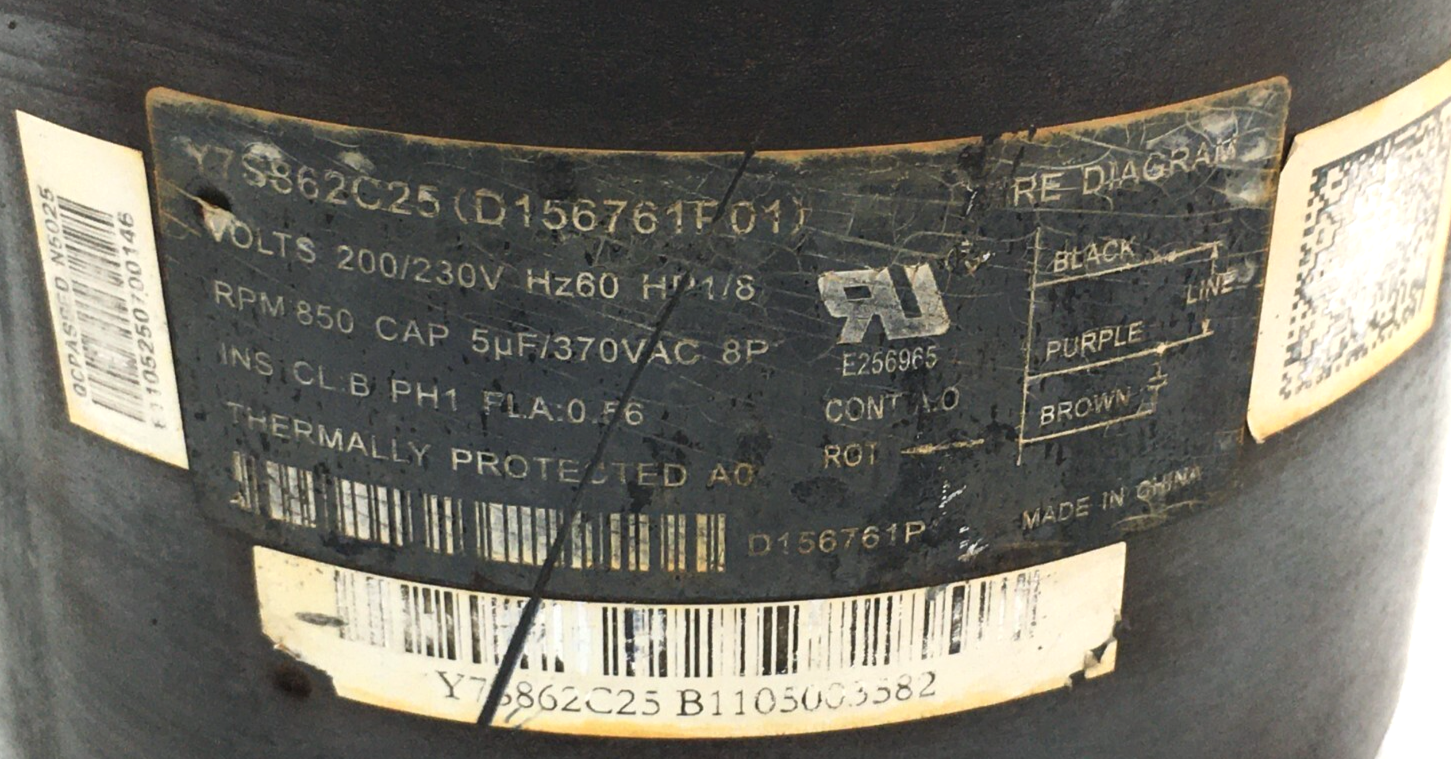 Y7S862C25 (D156761P01)
VOLTS 200/230V Hz60 HP1/8
RPM 850 CAP 5µF/370VAC 8P
INS CL:B PH1 FLA:0.56
THERMALLY PROTECTED AO
D156761P
E256965
CONT
ROT
RE DIAGRAM
BLACK
LINE
PURPLE
BROWN
MADE IN CHINA
QCPASSED N5025
Y7S862C25 B1105003582